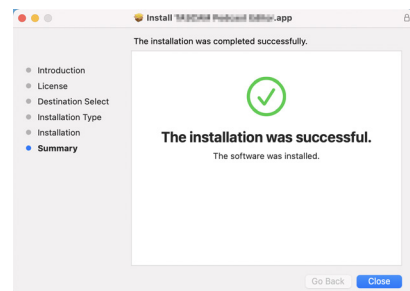 Install .app
The installation was completed successfully.
Introduction
License
Destination Select
Installation Type
Installation
Summary
The installation was successful.
The software was installed.
Go Back
Close